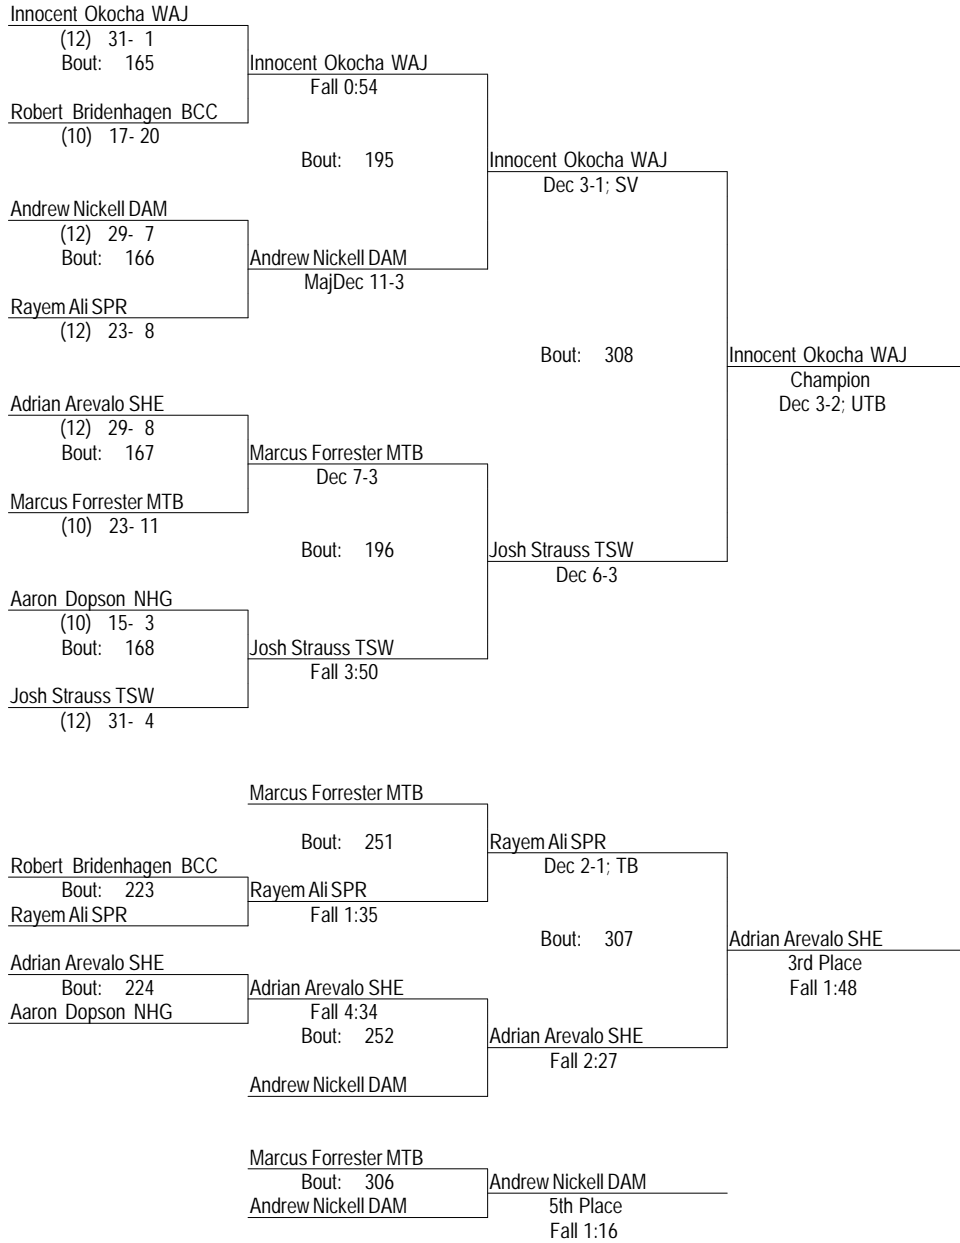 Innocent Okocha WAJ
(12) 31- 1
Bout: 165
Innocent Okocha WAJ
Fall 0:54
Robert Bridenhagen BCC
(10) 17- 20
Bout: 195
Innocent Okocha WAJ
Dec 3-1; SV
Andrew Nickell DAM
(12) 29- 7
Bout: 166
Andrew Nickell DAM
MajDec 11-3
Rayem Ali SPR
(12) 23- 8
Bout: 308
Innocent Okocha WAJ
Champion
Dec 3-2; UTB
Adrian Arevalo SHE
(12) 29- 8
Bout: 167
Marcus Forrester MTB
Dec 7-3
Marcus Forrester MTB
(10) 23- 11
Bout: 196
Josh Strauss TSW
Dec 6-3
Aaron Dopson NHG
(10) 15- 3
Bout: 168
Josh Strauss TSW
Fall 3:50
Josh Strauss TSW
(12) 31- 4
Marcus Forrester MTB
Bout: 251
Rayem Ali SPR
Dec 2-1; TB
Robert Bridenhagen BCC
Bout: 223
Rayem Ali SPR
Rayem Ali SPR
Fall 1:35
Bout: 307
Adrian Arevalo SHE
3rd Place
Fall 1:48
Adrian Arevalo SHE
Bout: 224
Aaron Dopson NHG
Adrian Arevalo SHE
Fall 4:34
Bout: 252
Adrian Arevalo SHE
Fall 2:27
Andrew Nickell DAM
Marcus Forrester MTB
Bout: 306
Andrew Nickell DAM
Andrew Nickell DAM
5th Place
Fall 1:16